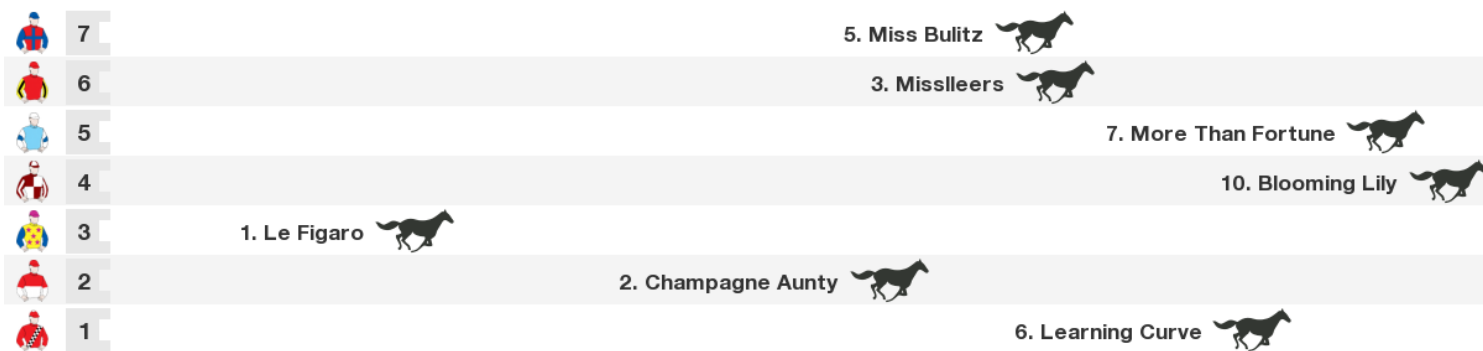 7 5. Miss Bulitz
6 3. Misslleers
5 7. More Than Fortune
4 10. Blooming Lily
3 1. Le Figaro
2 2. Champagne Aunty
1 6. Learning Curve